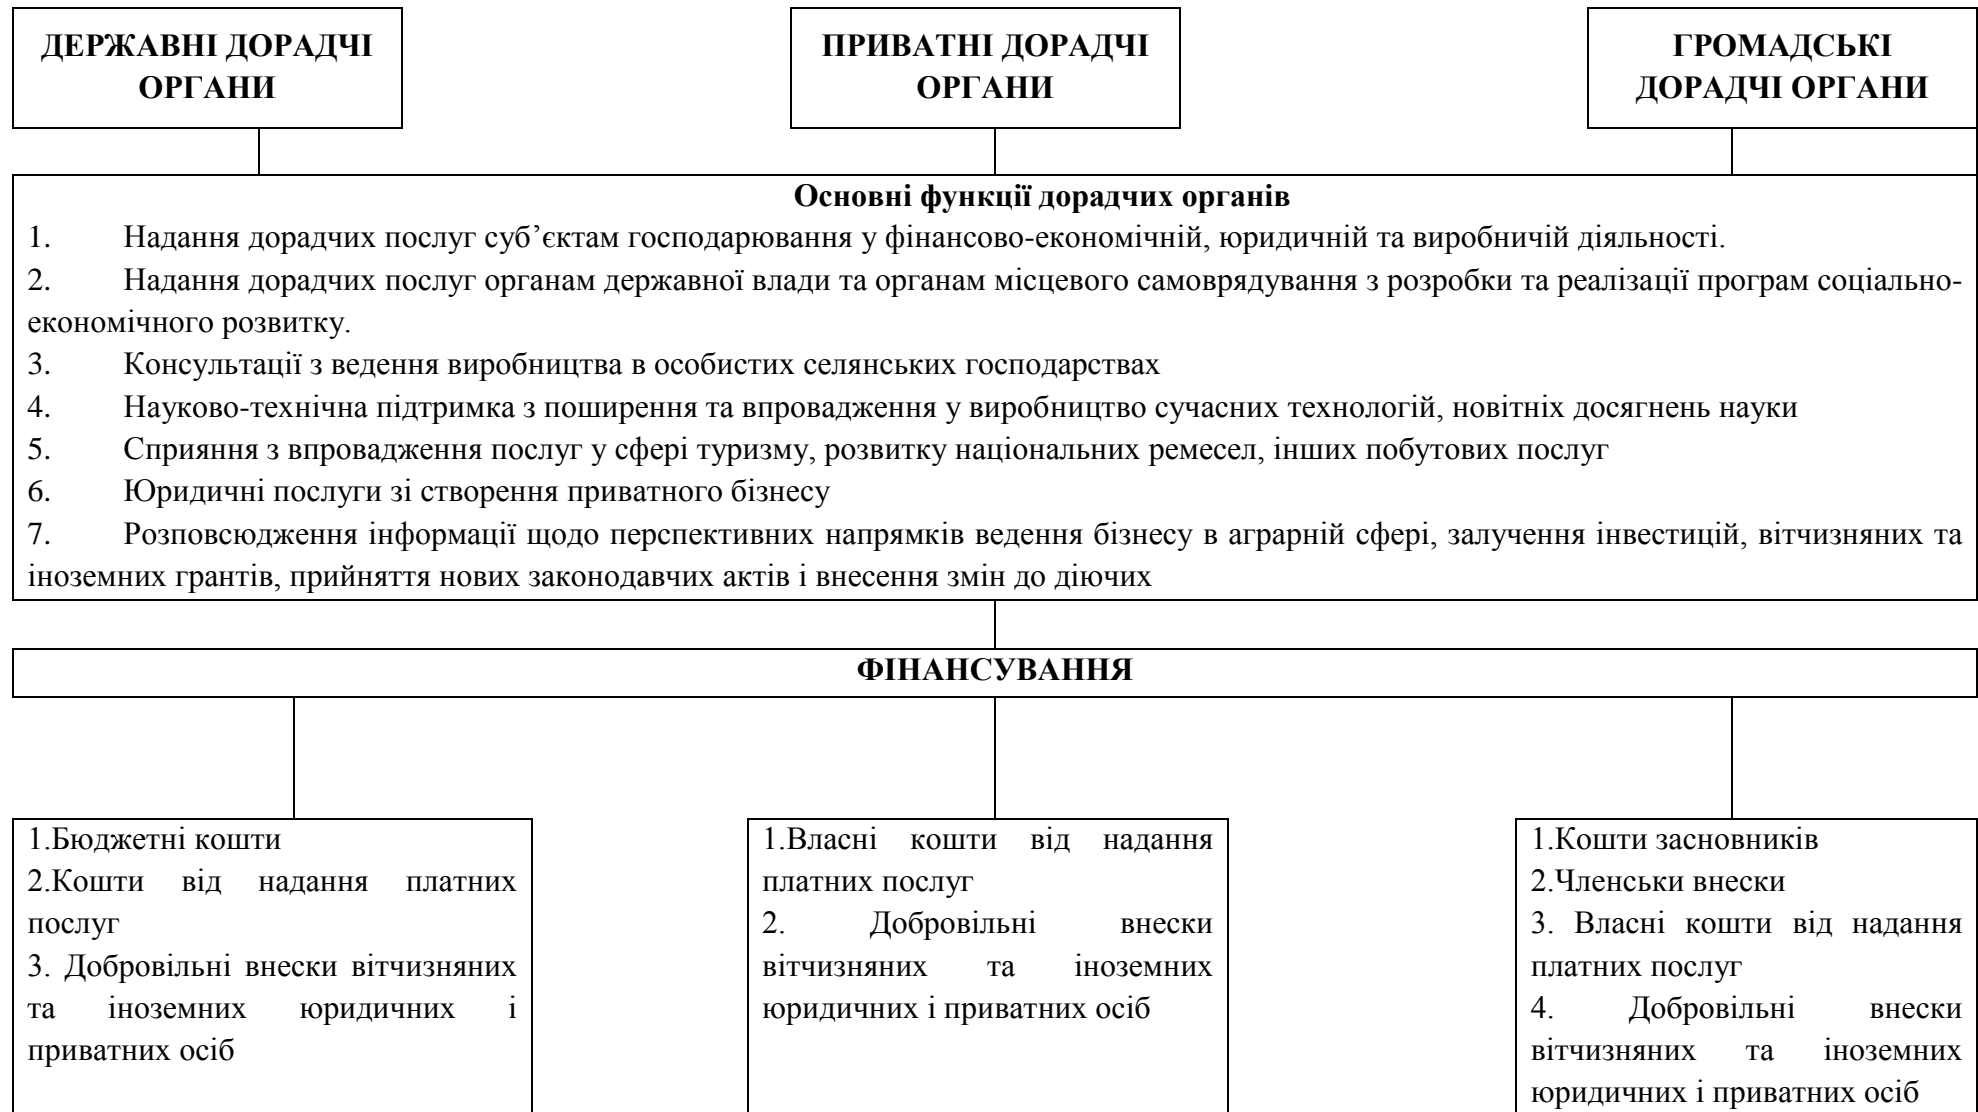 ДЕРЖАВНІ ДОРАДЧІ
ОРГАНИ
ПРИВАТНІ ДОРАДЧІ
ОРГАНИ
ГРОМАДСЬКІ
ДОРАДЧІ ОРГАНИ
Основні функції дорадчих органів
1. Надання дорадчих послуг суб’єктам господарювання у фінансово-економічній, юридичній та виробничій діяльності.
2. Надання дорадчих послуг органам державної влади та органам місцевого самоврядування з розробки та реалізації програм соціально-
економічного розвитку.
3. Консультації з ведення виробництва в особистих селянських господарствах
4. Науково-технічна підтримка з поширення та впровадження у виробництво сучасних технологій, новітніх досягнень науки
5. Сприяння з впровадження послуг у сфері туризму, розвитку національних ремесел, інших побутових послуг
6. Юридичні послуги зі створення приватного бізнесу
7. Розповсюдження інформації щодо перспективних напрямків ведення бізнесу в аграрній сфері, залучення інвестицій, вітчизняних та
іноземних грантів, прийняття нових законодавчих актів і внесення змін до діючих
ФІНАНСУВАННЯ
1.Бюджетні кошти
2.Кошти від надання платних
послуг
3. Добровільні внески вітчизняних
та іноземних юридичних і
приватних осіб
1.Власні кошти від надання
платних послуг
2. Добровільні внески
вітчизняних та іноземних
юридичних і приватних осіб
1.Кошти засновників
2.Членськи внески
3. Власні кошти від надання
платних послуг
4. Добровільні внески
вітчизняних та іноземних
юридичних і приватних осіб